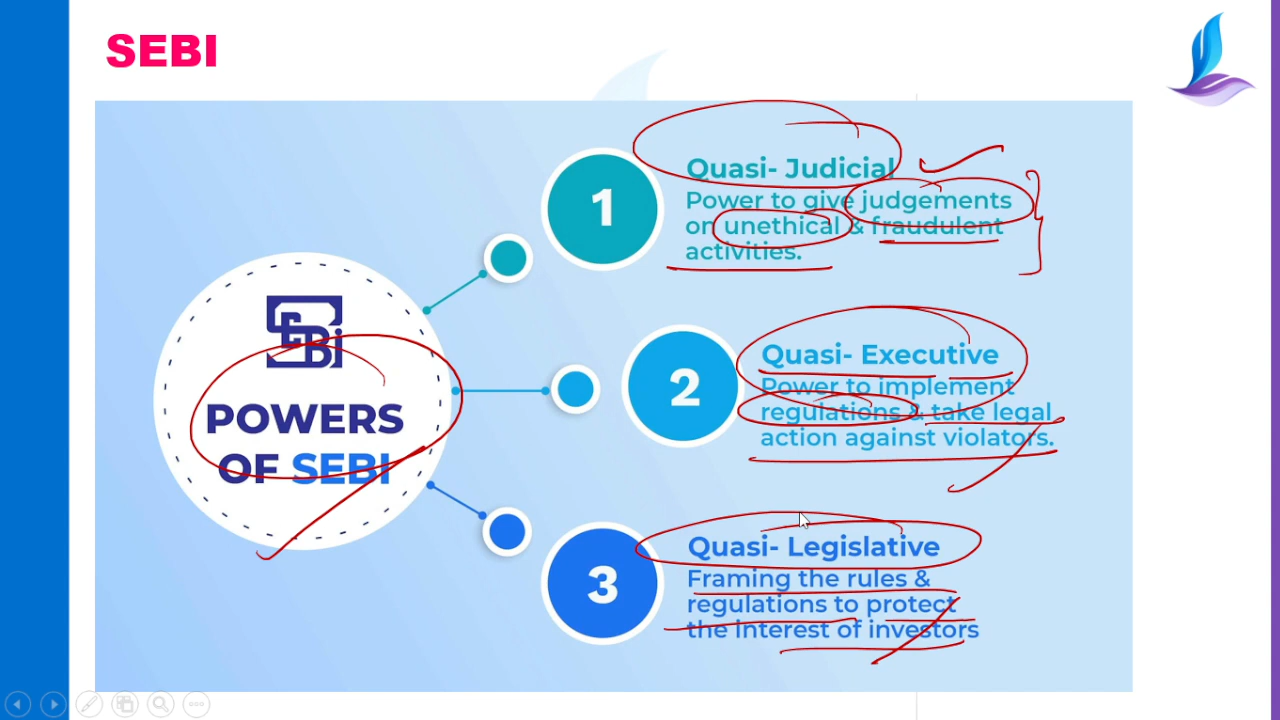 SEBI
Quasi- Judicial
Power to give judgements
on unethical & fraudulent
activities.
SEBI
POWERS
OF SEBI
1
Quasi- Executive
Power to implement
regulations & take legal
action against violators.
2
Quasi- Legislative
Framing the rules &
regulations to protect
the interest of investors
3